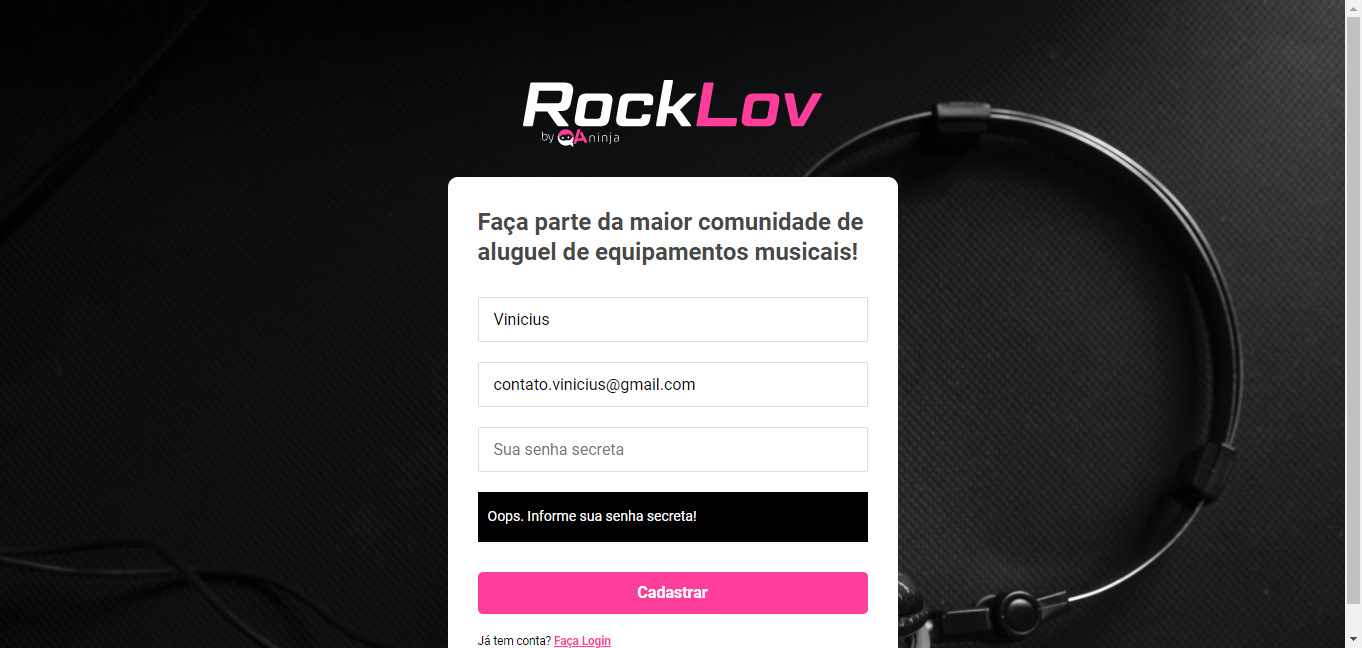 RockLov
by QAninja
Faça parte da maior comunidade de
aluguel de equipamentos musicais!
Vinicius
contato.vinicius@gmail.com
Sua senha secreta
Oops. Informe sua senha secreta!
Cadastrar
Já tem conta? Faça Login